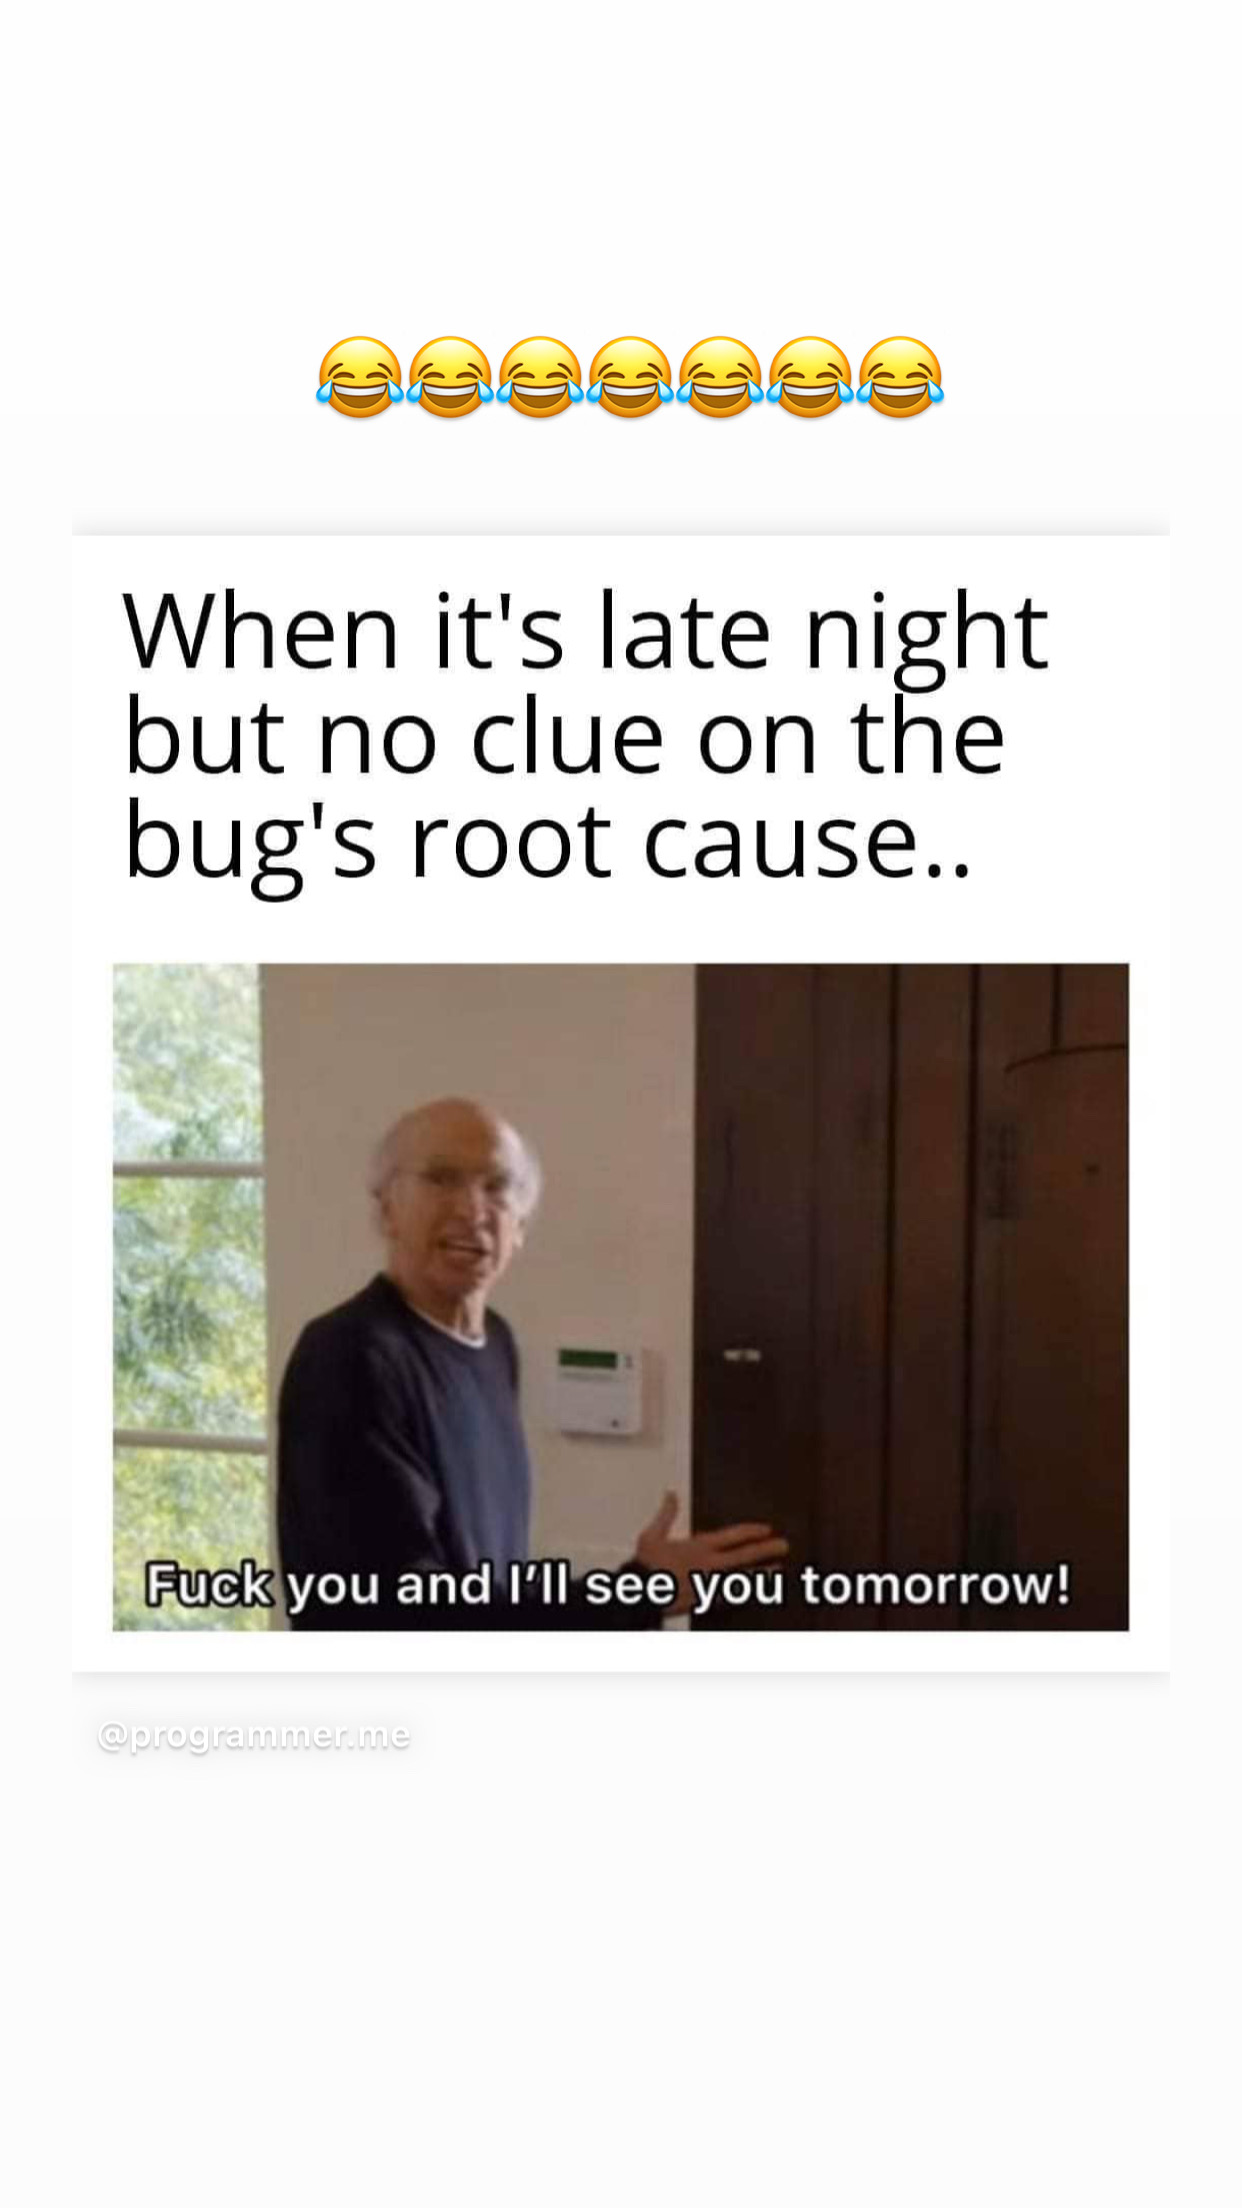 😂😂😂😂😂😂😂
When it's late night
but no clue on the
bug's root cause..
Fuck you and I'll see you tomorrow!
@programmer.me